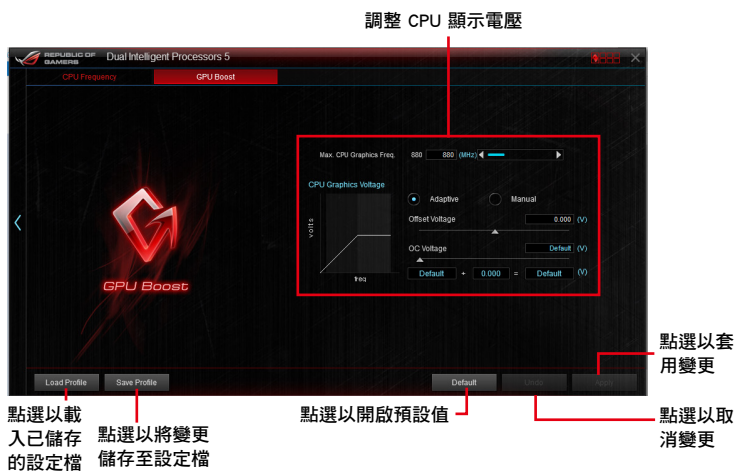 調整 CPU 顯示電壓
REPUBLIC OF
GAMERS
Dual Intelligent Processors 5
CPU Frequency
GPU Boost
Max. CPU Graphics Freq.
880
880
(MHz)
CPU Graphics Voltage
volts
freq
Adaptive
Manual
Offset Voltage
0.000
(V)
OC Voltage
Default
(V)
Default + 0.000 = Default (V)
GPU Boost
Load Profile
Save Profile
Default
Undo
Apply
點選以載
入已儲存
的設定檔
點選以將變更
儲存至設定檔
點選以開啟預設值
點選以套
用變更
點選以取
消變更